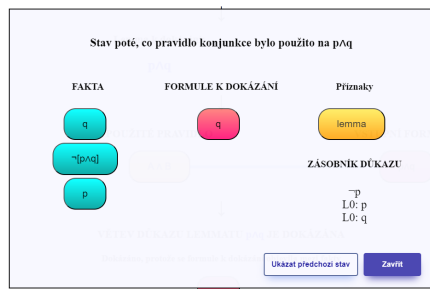 Stav poté, co pravidlo konjunkce bylo použito na p∧q
FAKTA
FORMULE K DOKÁZÁNÍ
Příznaky
q
q
lemma
¬[p∧q]
p
ZÁSOBNÍK DŮKAZU
¬p
L0: p
L0: q
Ukázat předchozí stav
Zavřít